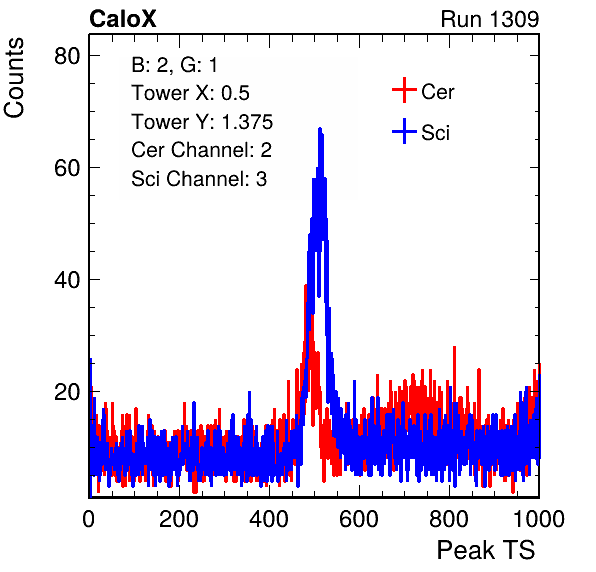 CaloX Run 1309
Counts
80
60
40
20
B: 2, G: 1
Tower X: 0.5
Tower Y: 1.375
Cer Channel: 2
Sci Channel: 3
Cer
Sci
0 200 400 600 800 1000
Peak TS